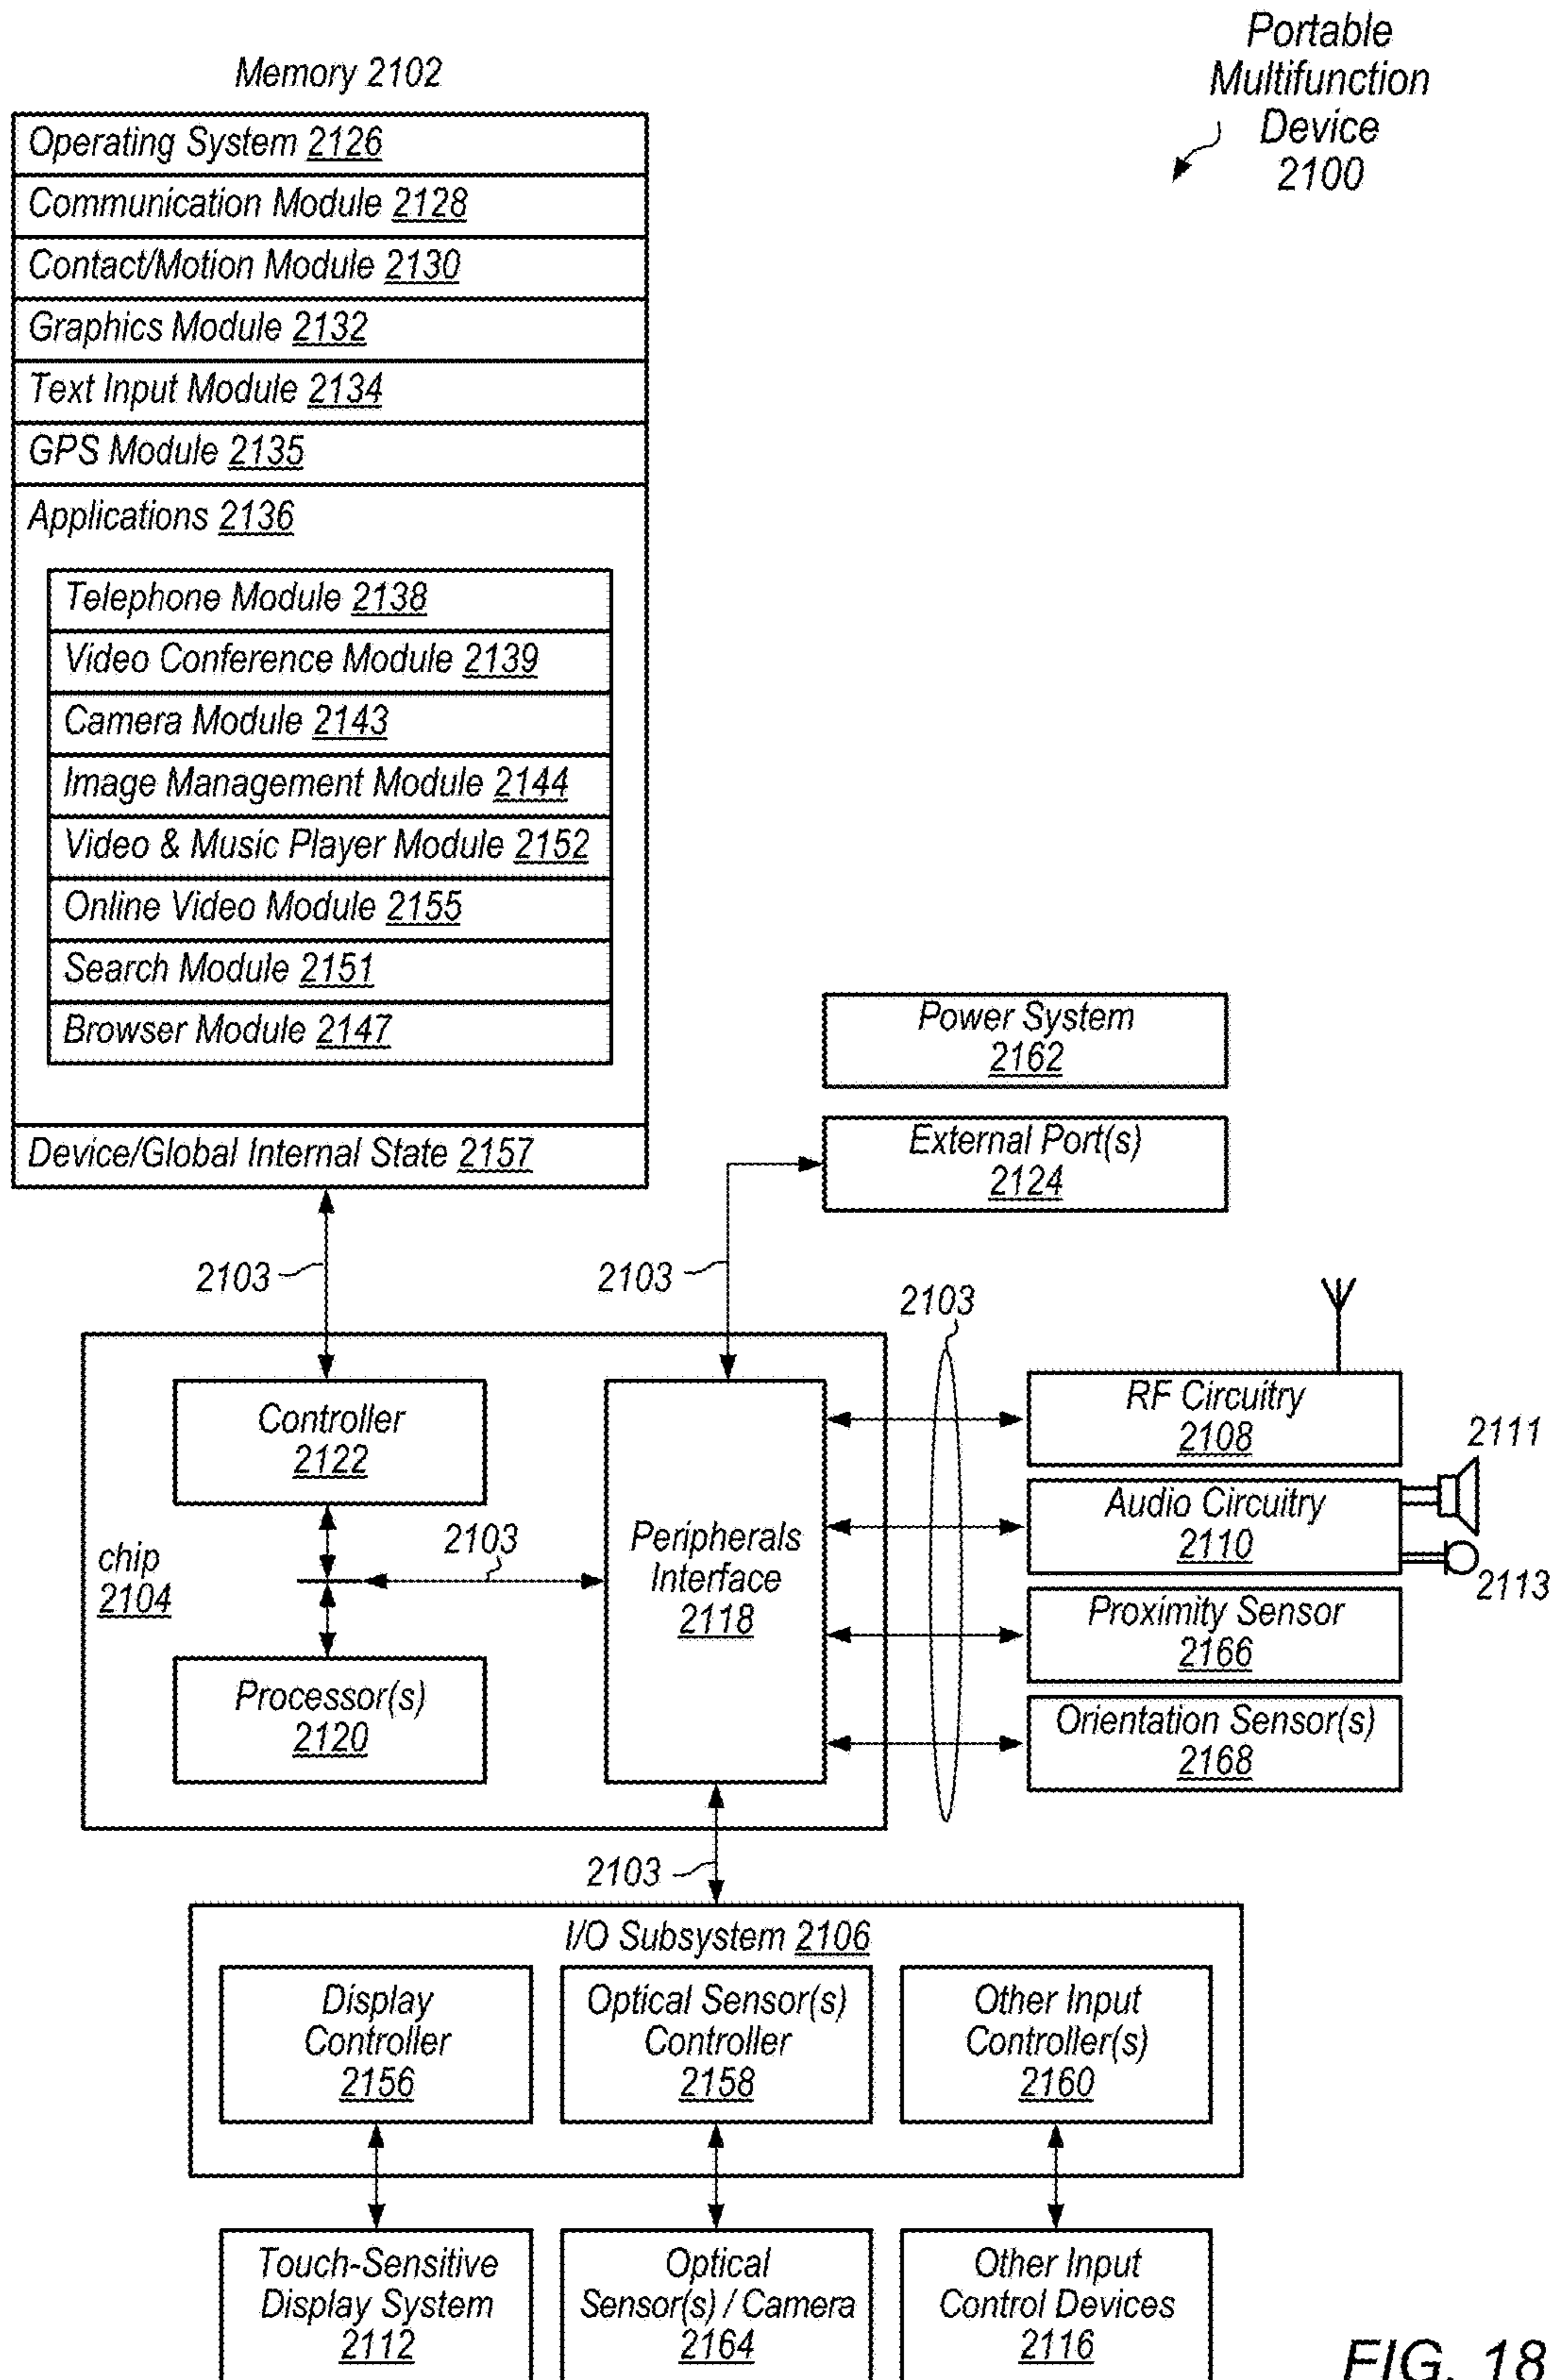 Portable
Multifunction
Device
2100
Memory 2102
Operating System 2126
Communication Module 2128
Contact/Motion Module 2130
Graphics Module 2132
Text Input Module 2134
GPS Module 2135
Applications 2136
Telephone Module 2138
Video Conference Module 2139
Camera Module 2143
Image Management Module 2144
Video & Music Player Module 2152
Online Video Module 2155
Search Module 2151
Browser Module 2147
Device/Global Internal State 2157
Power System
2162
External Port(s)
2124
2103
2103
2103
chip
2104
Controller
2122
2103
Processor(s)
2120
Peripherals
Interface
2118
RF Circuitry
2108
2111
Audio Circuitry
2110
2113
Proximity Sensor
2166
Orientation Sensor(s)
2168
2103
I/O Subsystem 2106
Display
Controller
2156
Optical Sensor(s)
Controller
2158
Other Input
Controller(s)
2160
Touch-Sensitive
Display System
2112
Optical
Sensor(s) / Camera
2164
Other Input
Control Devices
2116
FIG. 18